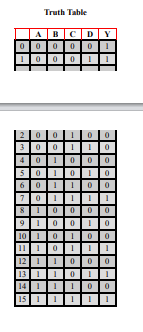 Truth Table
A B C D Y
0 0 0 0 0 1
1 0 0 0 1 1
2 0 0 1 0 0
3 0 0 1 1 0
4 0 1 0 0 0
5 0 1 0 1 0
6 0 1 1 0 0
7 0 1 1 1 1
8 1 0 0 0 0
9 1 0 0 1 0
10 1 0 1 0 0
11 1 0 1 1 1
12 1 1 0 0 0
13 1 1 0 1 1
14 1 1 1 0 0
15 1 1 1 1 1